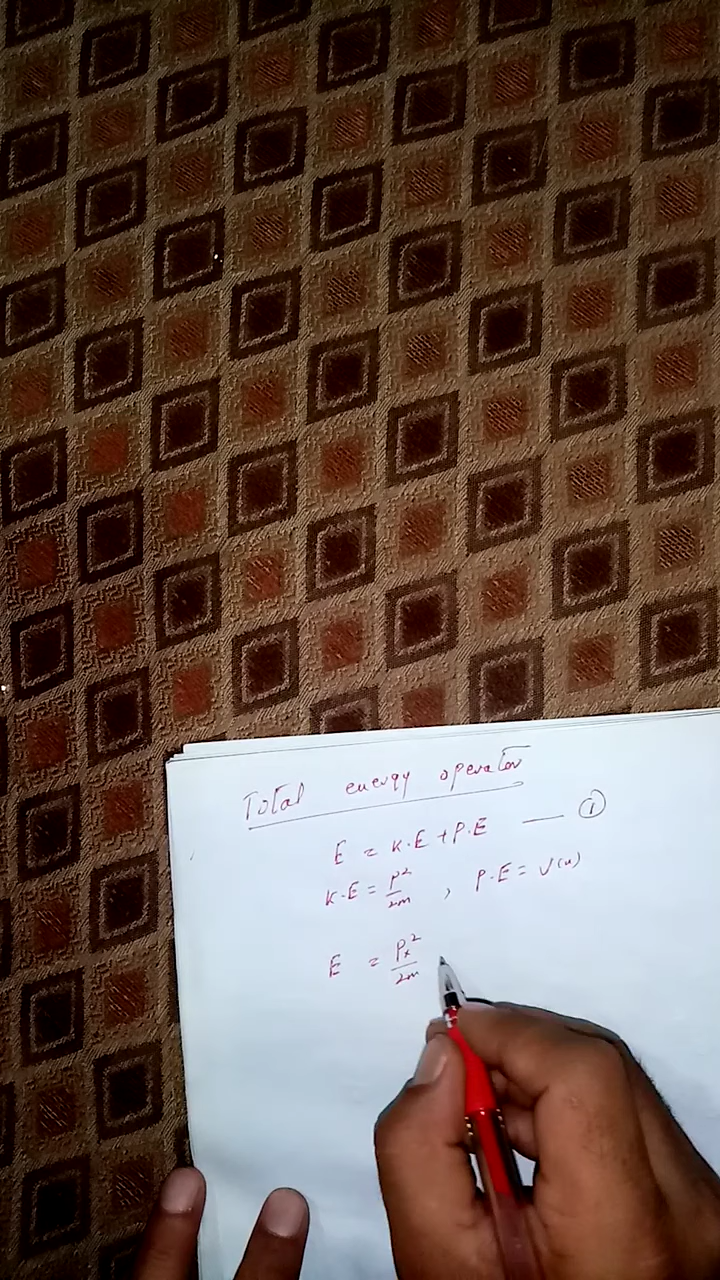 Total energy operator
E = K.E + P.E — ①
K.E = P²/2m , P.E = V(x)
E = Pₓ²/2m